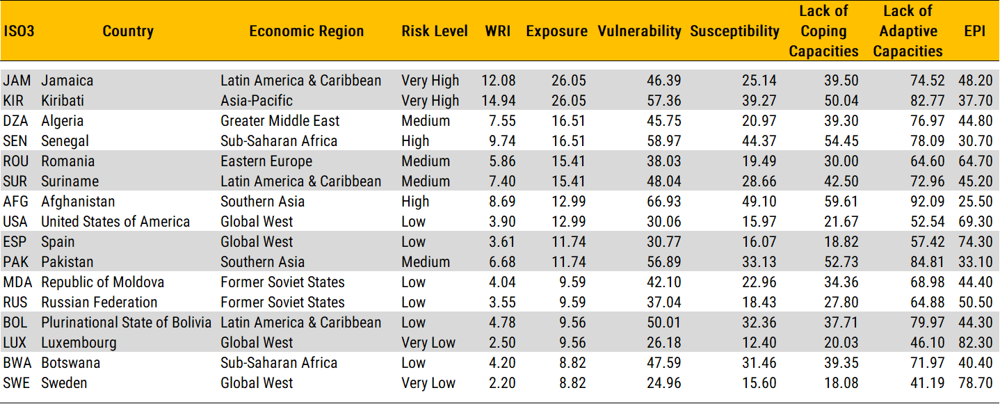 ISO3 Country Economic Region Risk Level WRI Exposure Vulnerability Susceptibility Lack of Coping Capacities Lack of Adaptive Capacities EPI
JAM Jamaica Latin America & Caribbean Very High 12.08 26.05 46.39 25.14 39.50 74.52 48.20
KIR Kiribati Asia-Pacific Very High 14.94 26.05 57.36 39.27 50.04 82.77 37.70
DZA Algeria Greater Middle East Medium 7.55 16.51 45.75 20.97 39.30 76.97 44.80
SEN Senegal Sub-Saharan Africa High 9.74 16.51 58.97 44.37 54.45 78.09 30.70
ROU Romania Eastern Europe Medium 5.86 15.41 38.03 19.49 30.00 64.60 64.70
SUR Suriname Latin America & Caribbean Medium 7.40 15.41 48.04 28.66 42.50 72.96 45.20
AFG Afghanistan Southern Asia High 8.69 12.99 66.93 49.10 59.61 92.09 25.50
USA United States of America Global West Low 3.90 12.99 30.06 15.97 21.67 52.54 69.30
ESP Spain Global West Low 3.61 11.74 30.77 16.07 18.82 57.42 74.30
PAK Pakistan Southern Asia Medium 6.68 11.74 56.89 33.13 52.73 84.81 33.10
MDA Republic of Moldova Former Soviet States Low 4.04 9.59 42.10 22.96 34.36 68.98 44.40
RUS Russian Federation Former Soviet States Low 3.55 9.59 37.04 18.43 27.80 64.88 50.50
BOL Plurinational State of Bolivia Latin America & Caribbean Low 4.78 9.56 50.01 32.36 37.71 79.97 44.30
LUX Luxembourg Global West Very Low 2.50 9.56 26.18 12.40 20.03 46.10 82.30
BWA Botswana Sub-Saharan Africa Low 4.20 8.82 47.59 31.46 39.35 71.97 40.40
SWE Sweden Global West Very Low 2.20 8.82 24.96 15.60 18.08 41.19 78.70